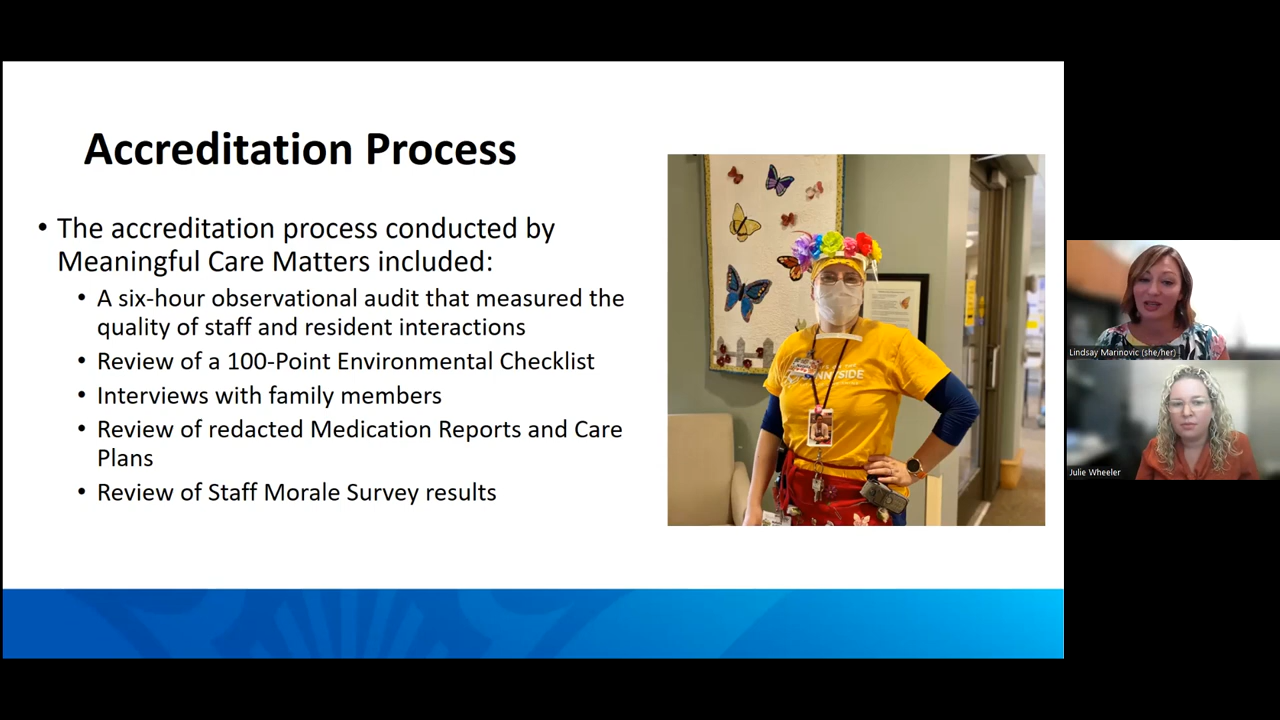 Accreditation Process
• The accreditation process conducted by
Meaningful Care Matters included:
• A six-hour observational audit that measured the
quality of staff and resident interactions
• Review of a 100-Point Environmental Checklist
• Interviews with family members
• Review of redacted Medication Reports and Care
Plans
• Review of Staff Morale Survey results
Lindsay Marinovic (she/her)
Julie Wheeler